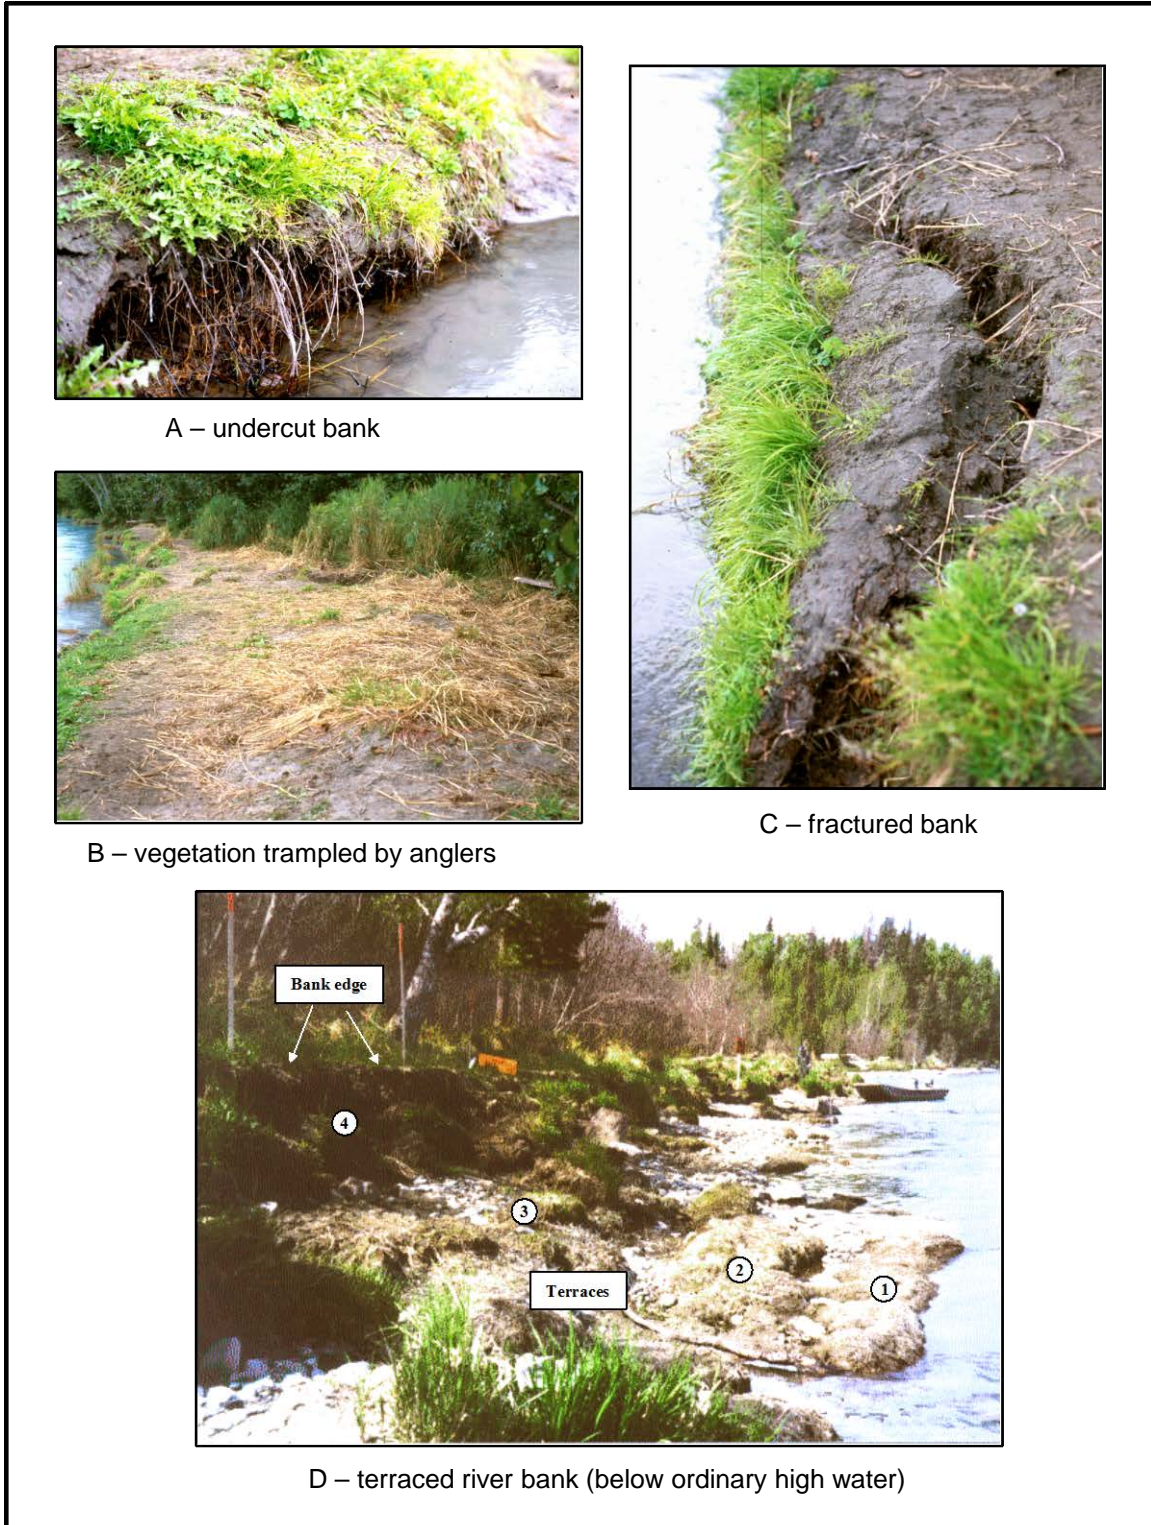 A – undercut bank
B – vegetation trampled by anglers
C – fractured bank
Bank edge
4
3
2
1
Terraces
D – terraced river bank (below ordinary high water)